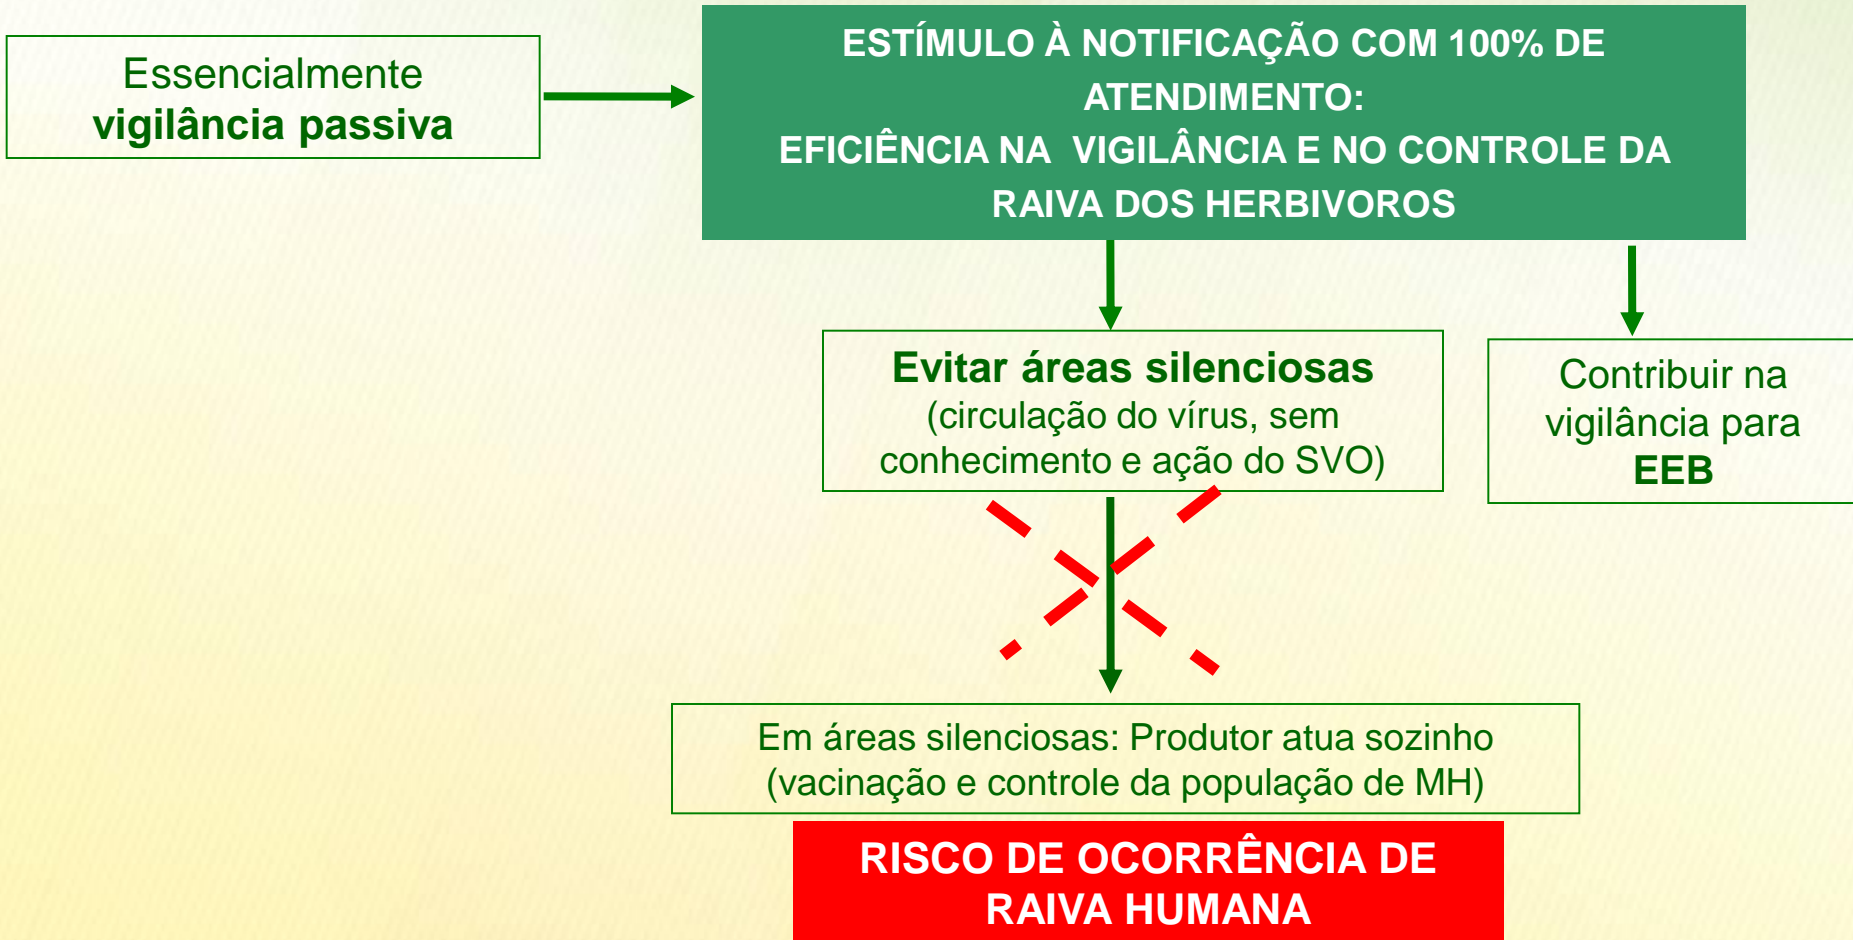 Essencialmente
vigilância passiva
ESTÍMULO À NOTIFICAÇÃO COM 100% DE
ATENDIMENTO:
EFICIÊNCIA NA VIGILÂNCIA E NO CONTROLE DA
RAIVA DOS HERBIVOROS
Evitar áreas silenciosas
(circulação do vírus, sem
conhecimento e ação do SVO)
Contribuir na
vigilância para
EEB
Em áreas silenciosas: Produtor atua sozinho
(vacinação e controle da população de MH)
RISCO DE OCORRÊNCIA DE
RAIVA HUMANA